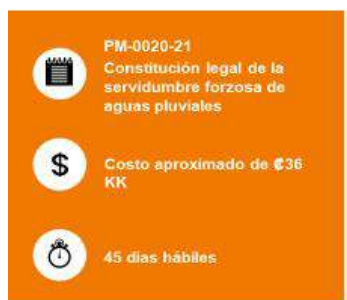 PM-0020-21
Constitución legal de la
servidumbre forzosa de
aguas pluviales
$
Costo aproximado de ₡36
KK
45 días hábiles